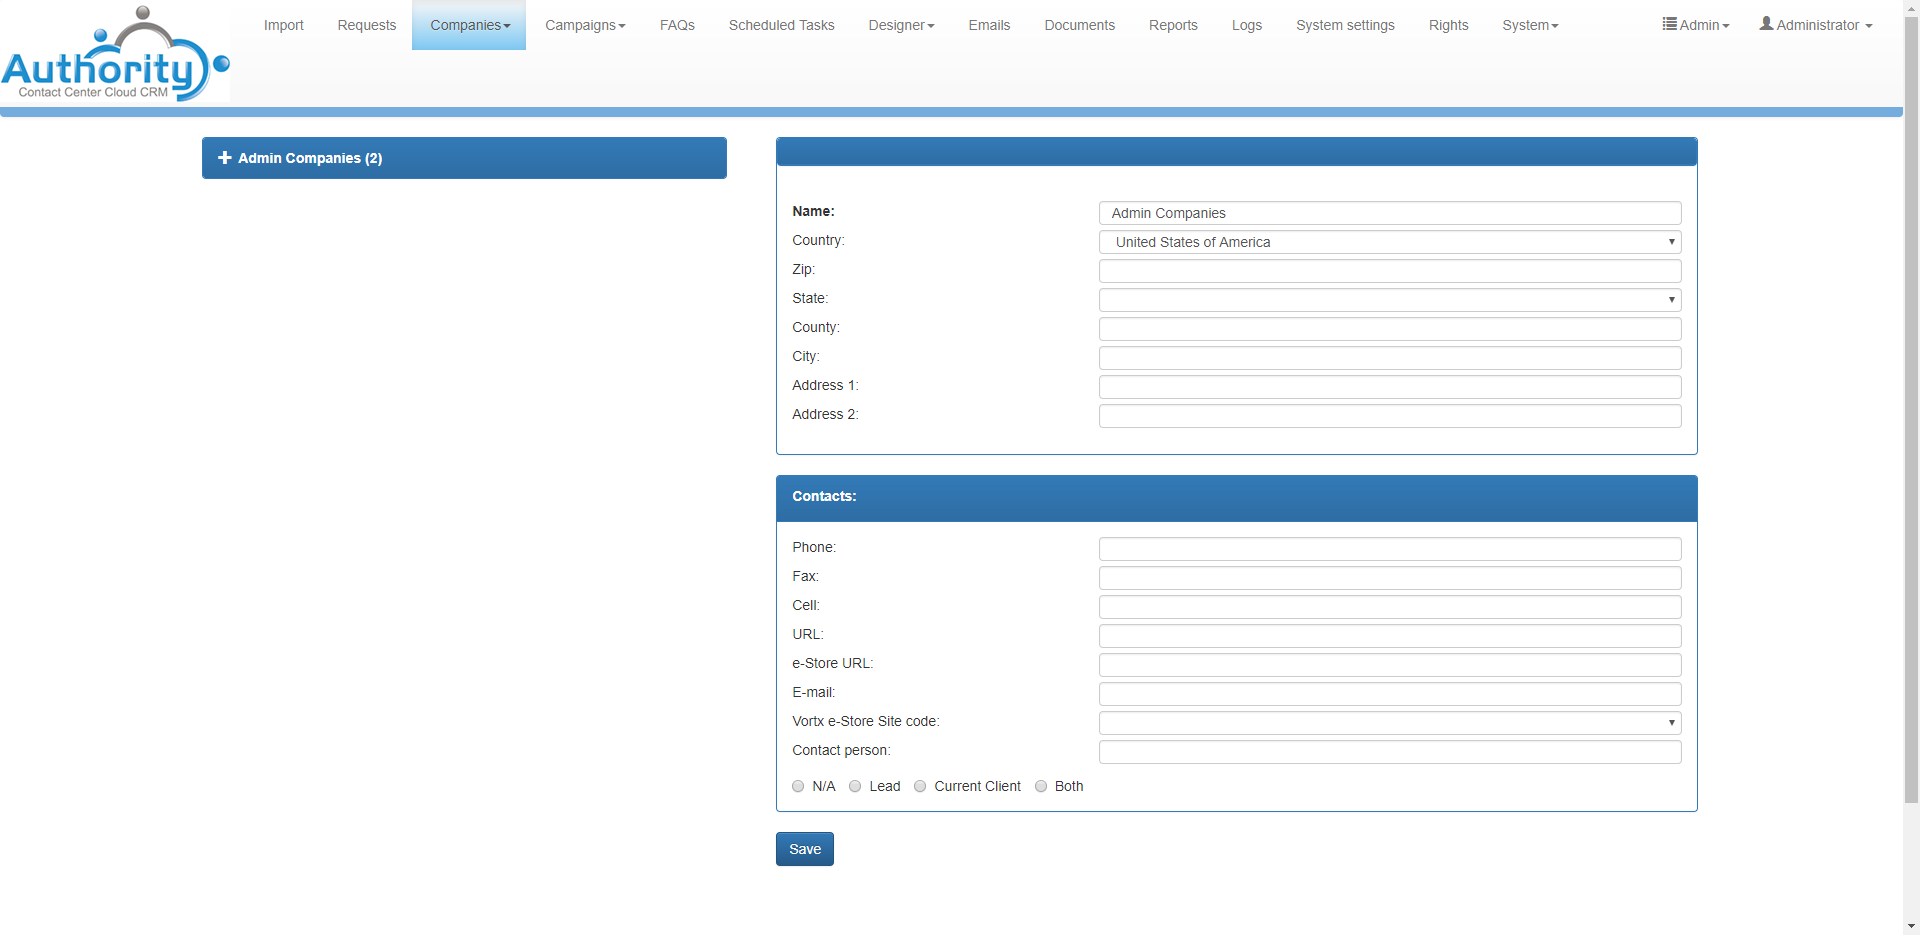 Import Requests Companies Campaigns FAQs Scheduled Tasks Designer Emails Documents Reports Logs System settings Rights System Admin Administrator
Authority
Contact Center Cloud CRM
Admin Companies (2)
Name: Admin Companies
Country: United States of America
Zip:
State:
County:
City:
Address 1:
Address 2:
Contacts:
Phone:
Fax:
Cell:
URL:
e-Store URL:
E-mail:
Vortx e-Store Site code:
Contact person:
N/A Lead Current Client Both
Save